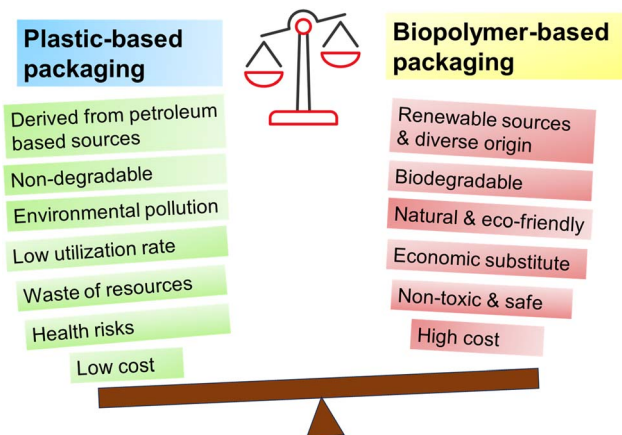 Plastic-based
packaging
Derived from petroleum
based sources
Non-degradable
Environmental pollution
Low utilization rate
Waste of resources
Health risks
Low cost
Biopolymer-based
packaging
Renewable sources
& diverse origin
Biodegradable
Natural & eco-friendly
Economic substitute
Non-toxic & safe
High cost